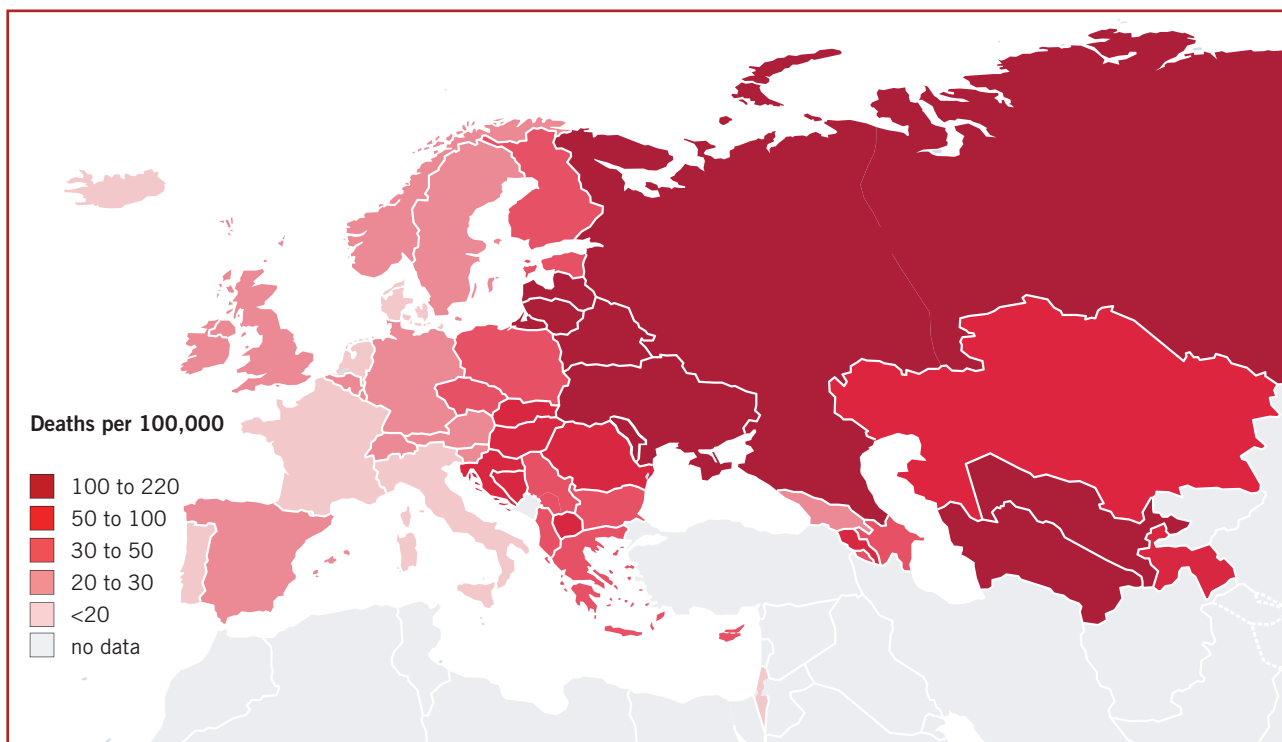 Deaths per 100,000
100 to 220
50 to 100
30 to 50
20 to 30
<20
no data